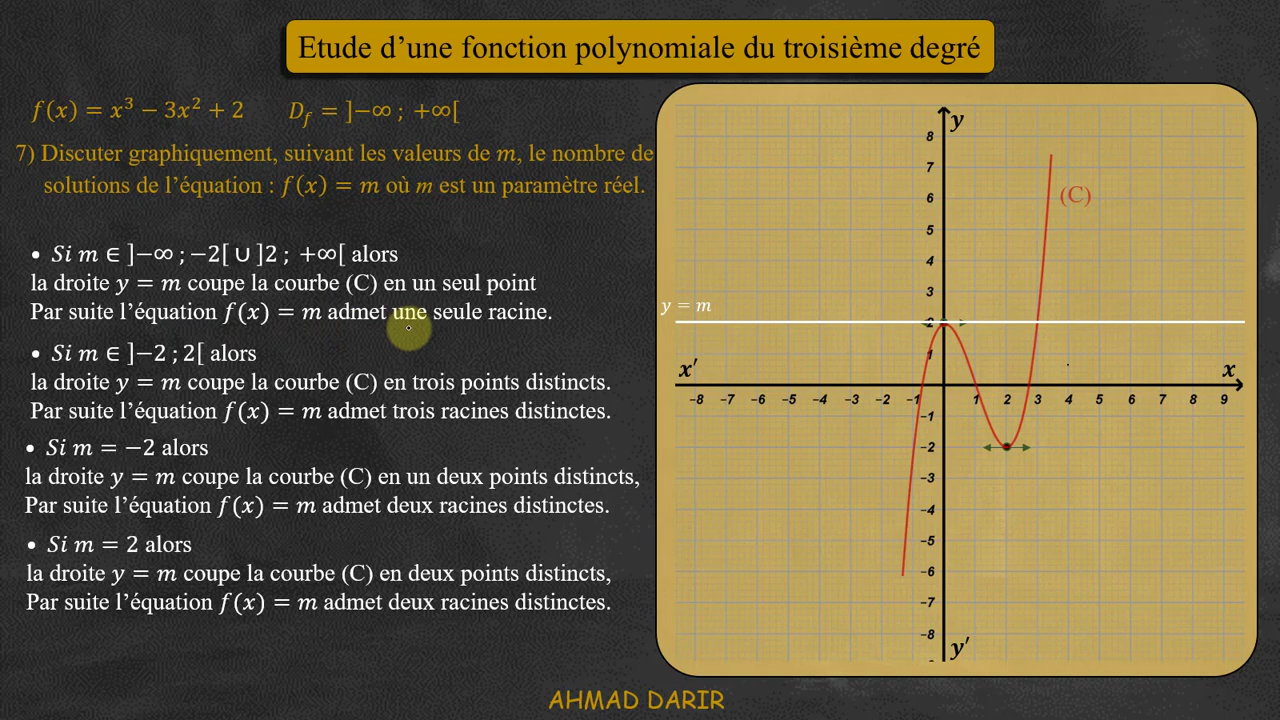 Etude d’une fonction polynomiale du troisième degré
f(x) = x³ − 3x² + 2 D_f = ]−∞ ; +∞[
7) Discuter graphiquement, suivant les valeurs de m, le nombre de
solutions de l’équation : f(x) = m où m est un paramètre réel.
• Si m ∈ ]−∞ ; −2[ ∪ ]2 ; +∞[ alors
la droite y = m coupe la courbe (C) en un seul point
Par suite l’équation f(x) = m admet une seule racine.
• Si m ∈ ]−2 ; 2[ alors
la droite y = m coupe la courbe (C) en trois points distincts.
Par suite l’équation f(x) = m admet trois racines distinctes.
• Si m = −2 alors
la droite y = m coupe la courbe (C) en un deux points distincts,
Par suite l’équation f(x) = m admet deux racines distinctes.
• Si m = 2 alors
la droite y = m coupe la courbe (C) en deux points distincts,
Par suite l’équation f(x) = m admet deux racines distinctes.
y
8
7
6
(C)
5
4
3
y = m
2
1
x′ x
−8 −7 −6 −5 −4 −3 −2 −1 1 2 3 4 5 6 7 8 9
−1
−2
−3
−4
−5
−6
−7
−8
y′
AHMAD DARIR